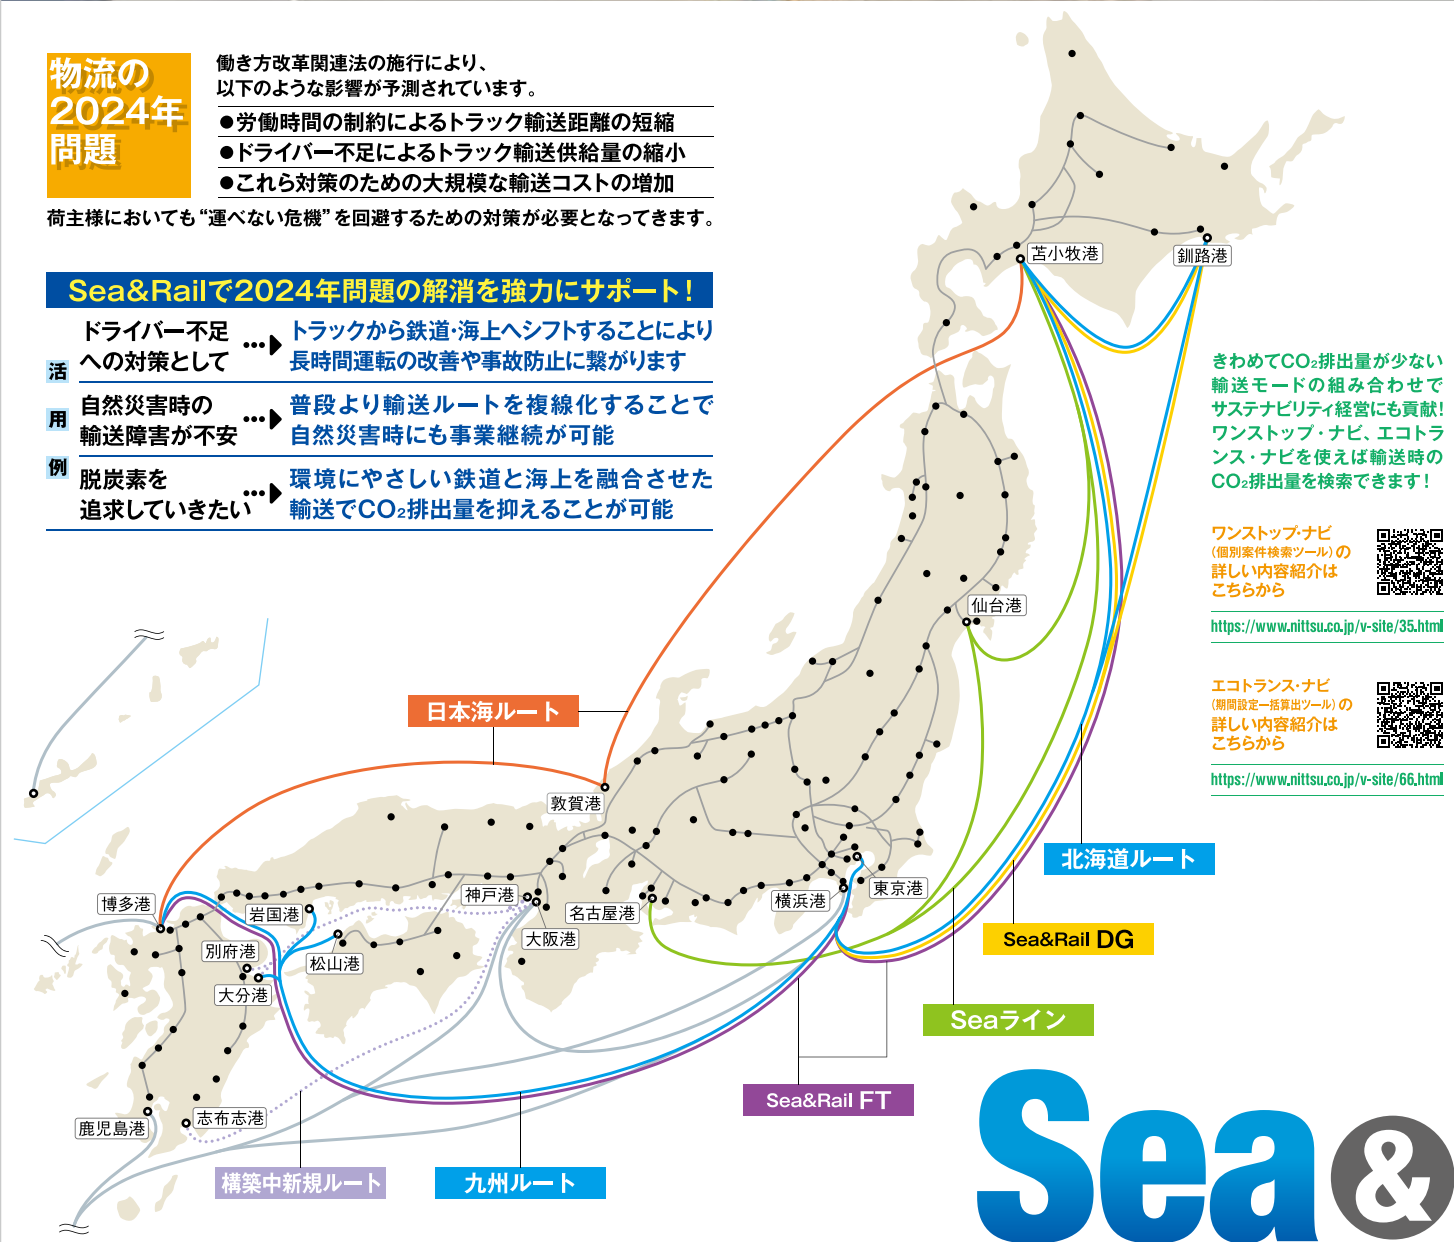 物流の
2024年
問題
働き方改革関連法の施行により、
以下のような影響が予測されています。
●労働時間の制約によるトラック輸送距離の短縮
●ドライバー不足によるトラック輸送供給量の縮小
●これら対策のための大規模な輸送コストの増加
荷主様においても“運べない危機”を回避するための対策が必要となってきます。
Sea&Railで2024年問題の解消を強力にサポート！
活
用
例
ドライバー不足
への対策として
トラックから鉄道・海上へシフトすることにより
長時間運転の改善や事故防止に繋がります
自然災害時の
輸送障害が不安
普段より輸送ルートを複線化することで
自然災害時にも事業継続が可能
脱炭素を
追求していきたい
環境にやさしい鉄道と海上を融合させた
輸送でCO₂排出量を抑えることが可能
苫小牧港
釧路港
きわめてCO₂排出量が少ない
輸送モードの組み合わせで
サステナビリティ経営にも貢献！
ワンストップ・ナビ、エコトラ
ンス・ナビを使えば輸送時の
CO₂排出量を検索できます！
ワンストップ・ナビ
（個別案件検索ツール）の
詳しい内容紹介は
こちらから
https://www.nittsu.co.jp/v-site/35.html
エコトランス・ナビ
（期間設定一括算出ツール）の
詳しい内容紹介は
こちらから
https://www.nittsu.co.jp/v-site/66.html
仙台港
日本海ルート
敦賀港
北海道ルート
博多港
岩国港
神戸港
名古屋港
横浜港
東京港
大阪港
別府港
松山港
大分港
Sea&Rail DG
Seaライン
Sea&Rail FT
鹿児島港
志布志港
構築中新規ルート
九州ルート
Sea &